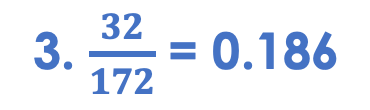 3. 32/172 = 0.186